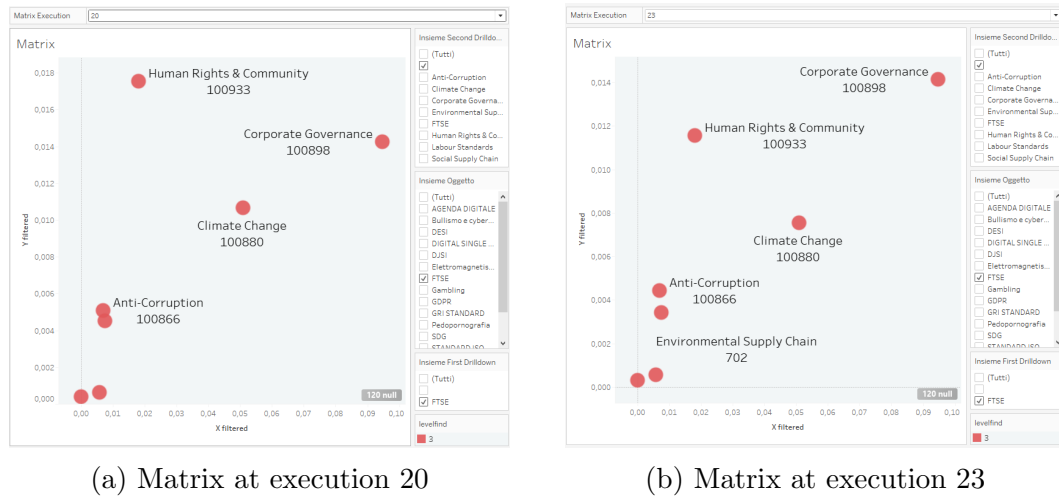 Matrix Execution
20
Matrix
0,018
0,016
0,014
0,012
0,010
0,008
0,006
0,004
0,002
0,000
Y filtered
Human Rights & Community
100933
Corporate Governance
100898
Climate Change
100880
Anti-Corruption
100866
120 null
0,00 0,01 0,02 0,03 0,04 0,05 0,06 0,07 0,08 0,09 0,10
X filtered
Insieme Second Drilldo...
(Tutti)
Anti-Corruption
Climate Change
Corporate Governa...
Environmental Sup...
FTSE
Human Rights & Co...
Labour Standards
Social Supply Chain
Insieme Oggetto
(Tutti)
AGENDA DIGITALE
Bullismo e cyber...
DESI
DIGITAL SINGLE ...
DJSI
Elettromagnetis...
FTSE
Gambling
GDPR
GRI STANDARD
Pedopornografia
SDG
STANDARD ISO
Insieme First Drilldown
(Tutti)
FTSE
levelfind
3
(a) Matrix at execution 20
Matrix Execution
23
Matrix
0,014
0,012
0,010
0,008
0,006
0,004
0,002
0,000
Y filtered
Corporate Governance
100898
Human Rights & Community
100933
Climate Change
100880
Anti-Corruption
100866
Environmental Supply Chain
702
120 null
0,00 0,01 0,02 0,03 0,04 0,05 0,06 0,07 0,08 0,09 0,10
X filtered
Insieme Second Drilldo...
(Tutti)
Anti-Corruption
Climate Change
Corporate Governa...
Environmental Sup...
FTSE
Human Rights & Co...
Labour Standards
Social Supply Chain
Insieme Oggetto
(Tutti)
AGENDA DIGITALE
Bullismo e cyber...
DESI
DIGITAL SINGLE ...
DJSI
Elettromagnetis...
FTSE
Gambling
GDPR
GRI STANDARD
Pedopornografia
SDG
STANDARD ISO
Insieme First Drilldown
(Tutti)
FTSE
levelfind
3
(b) Matrix at execution 23